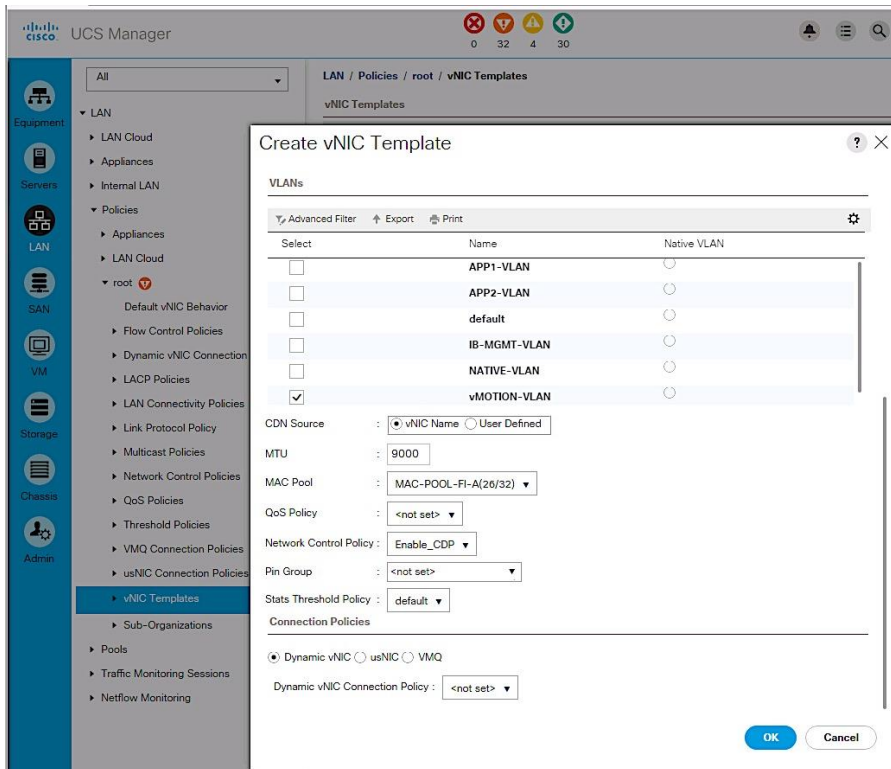 cisco. UCS Manager
0 32 4 30
Equipment
Servers
LAN
SAN
VM
Storage
Chassis
Admin
All
LAN
LAN Cloud
Appliances
Internal LAN
Policies
Appliances
LAN Cloud
root
Default vNIC Behavior
Flow Control Policies
Dynamic vNIC Connection
LACP Policies
LAN Connectivity Policies
Link Protocol Policy
Multicast Policies
Network Control Policies
QoS Policies
Threshold Policies
VMQ Connection Policies
usNIC Connection Policies
vNIC Templates
Sub-Organizations
Pools
Traffic Monitoring Sessions
Netflow Monitoring
LAN / Policies / root / vNIC Templates
vNIC Templates
Create vNIC Template ?
VLANs
Advanced Filter Export Print
Select Name Native VLAN
APP1-VLAN
APP2-VLAN
default
IB-MGMT-VLAN
NATIVE-VLAN
vMOTION-VLAN
CDN Source : vNIC Name User Defined
MTU : 9000
MAC Pool : MAC-POOL-FI-A(26/32)
QoS Policy : <not set>
Network Control Policy : Enable_CDP
Pin Group : <not set>
Stats Threshold Policy : default
Connection Policies
Dynamic vNIC usNIC VMQ
Dynamic vNIC Connection Policy : <not set>
OK Cancel